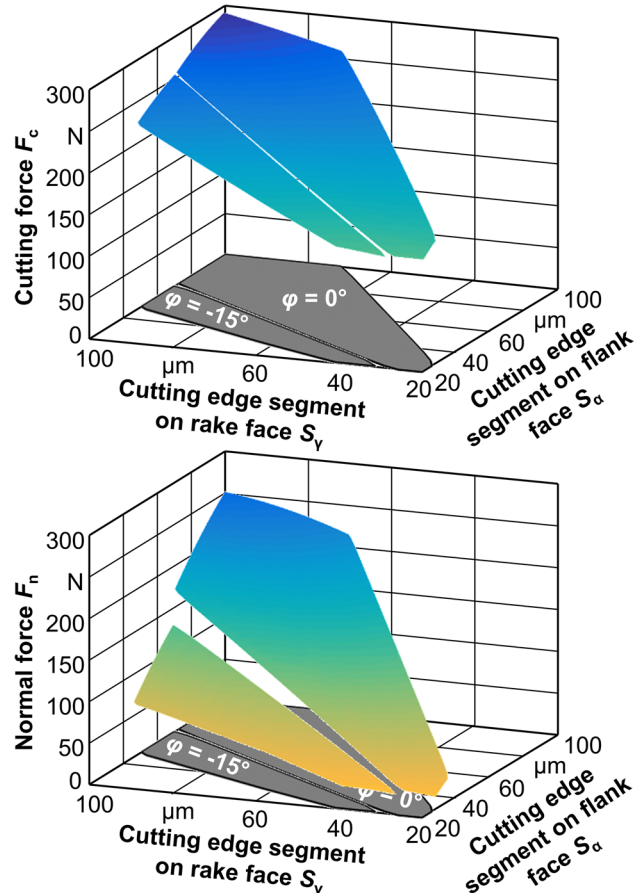 Cutting force Fc
300
N
200
150
100
50
0
φ = 0°
φ = -15°
100
μm
60
40
20
Cutting edge segment
on rake face Sγ
20
40
60
μm
100
Cutting edge
segment on flank
face Sα
Normal force Fn
300
N
200
150
100
50
0
φ = -15°
φ = 0°
100
μm
60
40
20
Cutting edge segment
on rake face Sγ
20
40
60
μm
100
Cutting edge
segment on flank
face Sα